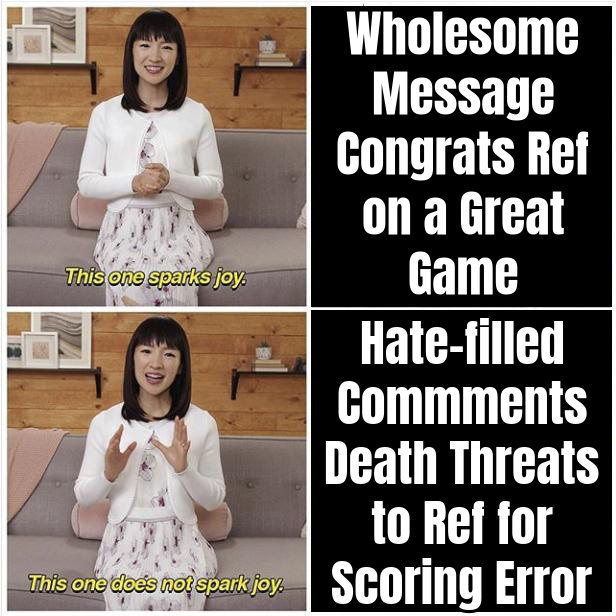 Wholesome
Message
Congrats Ref
on a Great
Game
This one sparks joy.
Hate-filled
Commments
Death Threats
to Ref for
Scoring Error
This one does not spark joy.